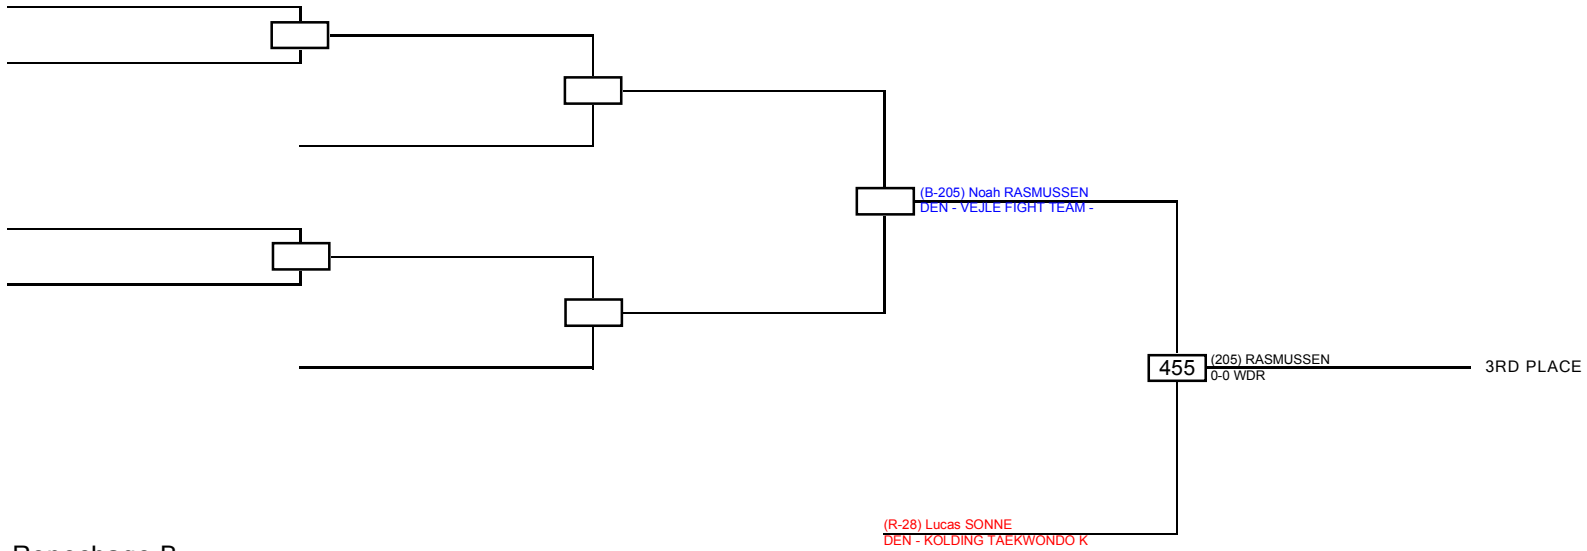 (B-205) Noah RASMUSSEN
DEN - VEJLE FIGHT TEAM -
455
(205) RASMUSSEN
0-0 WDR
3RD PLACE
(R-28) Lucas SONNE
DEN - KOLDING TAEKWONDO K
Repechage B